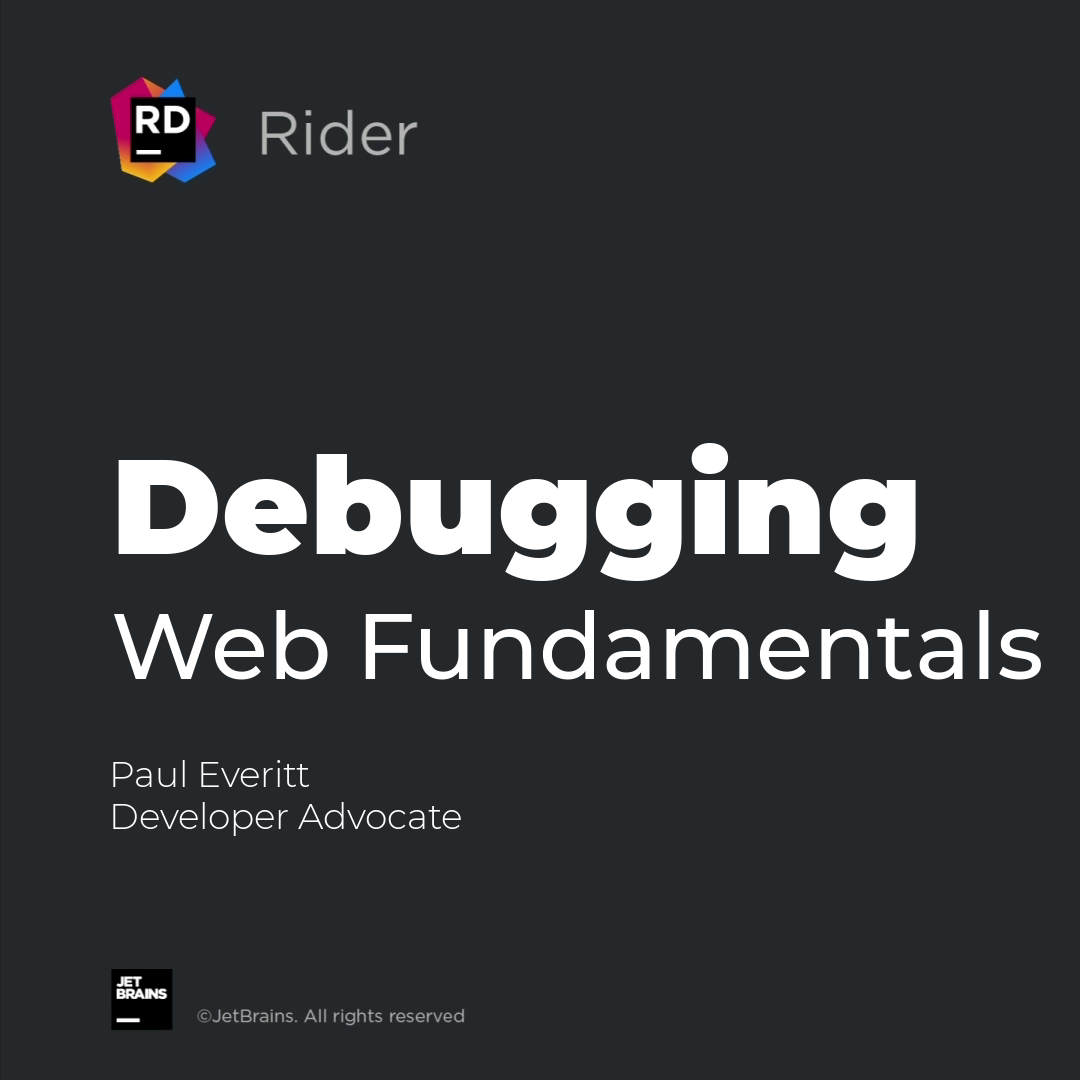 RD
Rider
Debugging
Web Fundamentals
Paul Everitt
Developer Advocate
JET
BRAINS
©JetBrains. All rights reserved